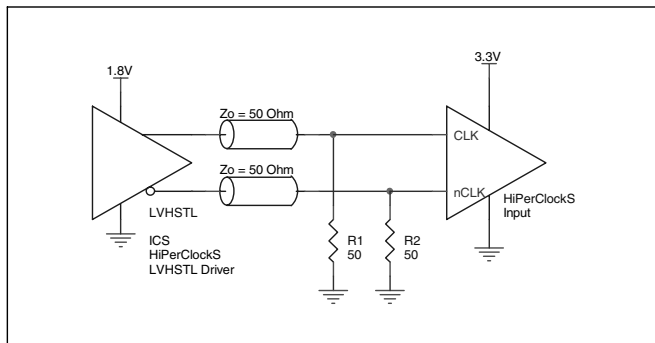 1.8V
3.3V
Zo = 50 Ohm
CLK
Zo = 50 Ohm
nCLK
HiPerClockS
Input
LVHSTL
ICS
HiPerClockS
LVHSTL Driver
R1
50
R2
50